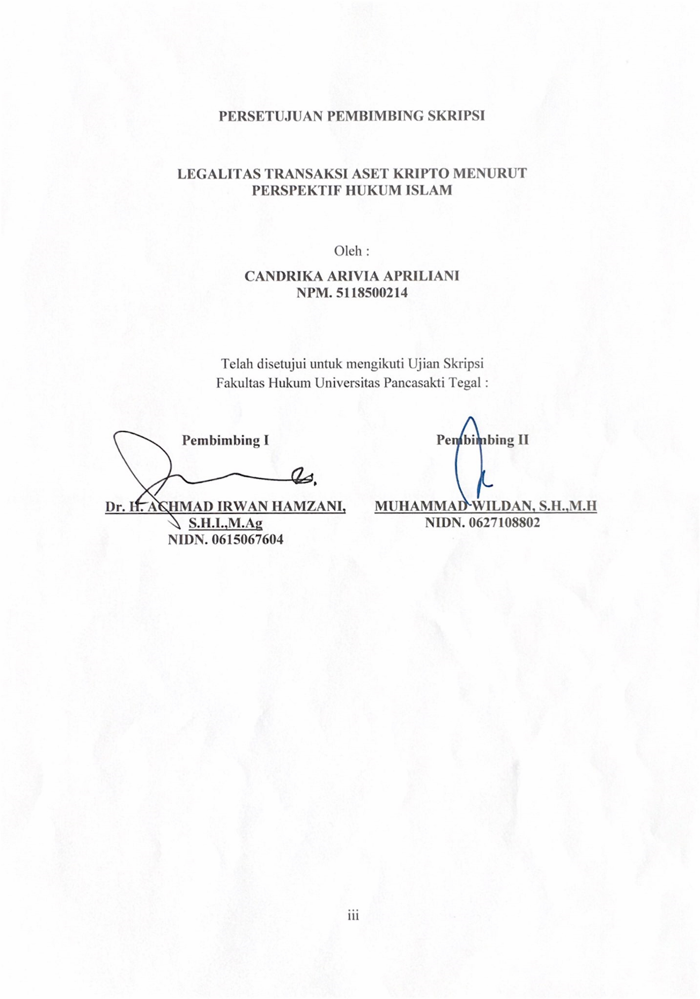 PERSETUJUAN PEMBIMBING SKRIPSI
LEGALITAS TRANSAKSI ASET KRIPTO MENURUT
PERSPEKTIF HUKUM ISLAM
Oleh :
CANDRIKA ARIVIA APRILIANI
NPM. 5118500214
Telah disetujui untuk mengikuti Ujian Skripsi
Fakultas Hukum Universitas Pancasakti Tegal :
Pembimbing I
Dr. H. ACHMAD IRWAN HAMZANI,
S.H.I.,M.Ag
NIDN. 0615067604
Pembimbing II
MUHAMMAD WILDAN, S.H.,M.H
NIDN. 0627108802
iii